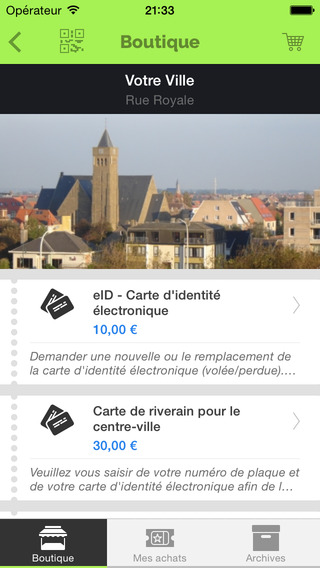 Opérateur 21:33
Boutique
Votre Ville
Rue Royale
eID - Carte d'identité
électronique
10,00 €
Demander une nouvelle ou le remplacement de
la carte d'identité électronique (volée/perdue)....
Carte de riverain pour le
centre-ville
30,00 €
Veuillez vous saisir de votre numéro de plaque et
de votre carte d'identité électronique afin de l...
Boutique Mes achats Archives